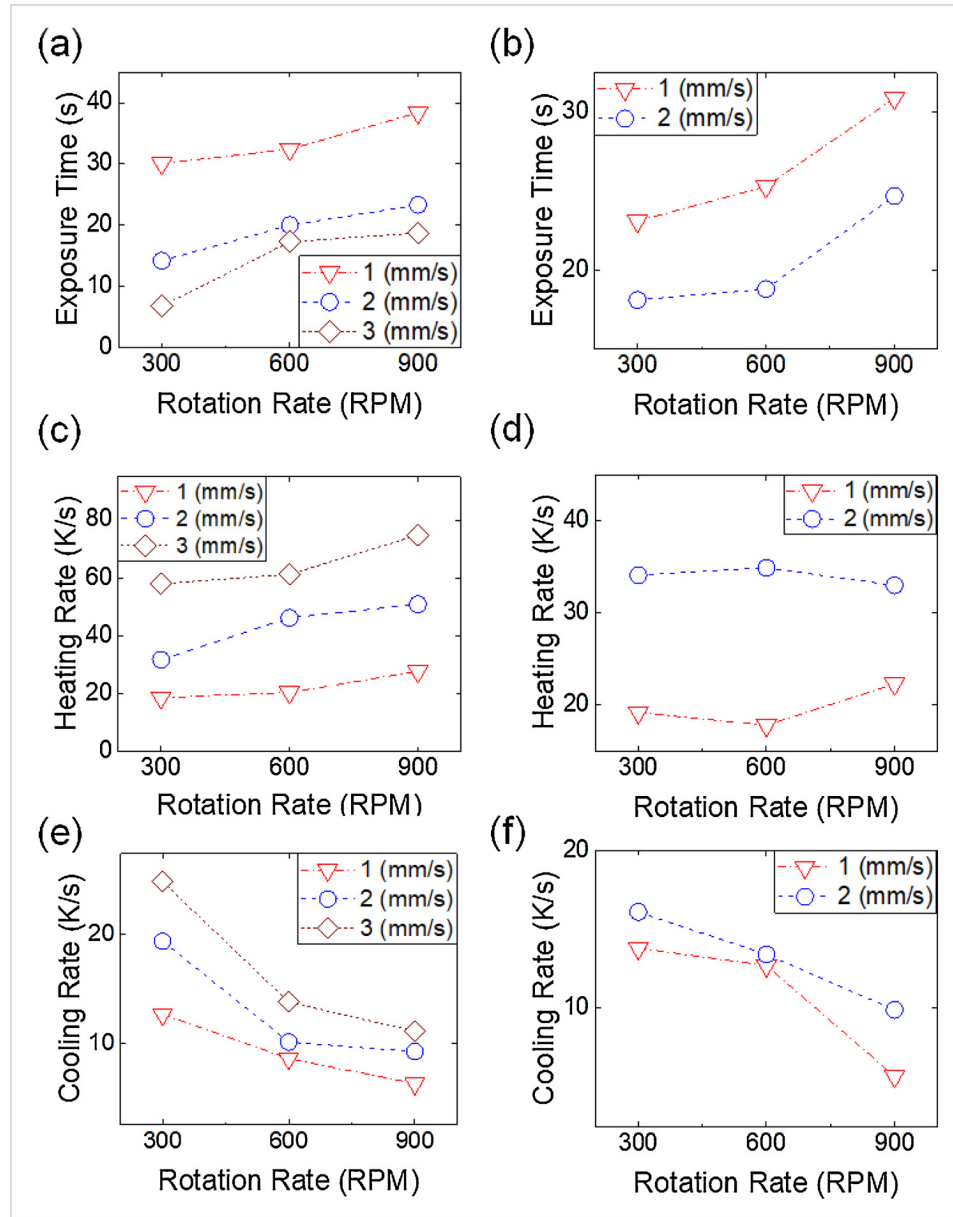 (a)
Exposure Time (s)
40
30
20
10
0
1 (mm/s)
2 (mm/s)
3 (mm/s)
300 600 900
Rotation Rate (RPM)
(b)
Exposure Time (s)
30
20
1 (mm/s)
2 (mm/s)
300 600 900
Rotation Rate (RPM)
(c)
Heating Rate (K/s)
80
60
40
20
0
1 (mm/s)
2 (mm/s)
3 (mm/s)
300 600 900
Rotation Rate (RPM)
(d)
Heating Rate (K/s)
40
30
20
1 (mm/s)
2 (mm/s)
300 600 900
Rotation Rate (RPM)
(e)
Cooling Rate (K/s)
20
10
1 (mm/s)
2 (mm/s)
3 (mm/s)
300 600 900
Rotation Rate (RPM)
(f)
Cooling Rate (K/s)
20
10
1 (mm/s)
2 (mm/s)
300 600 900
Rotation Rate (RPM)